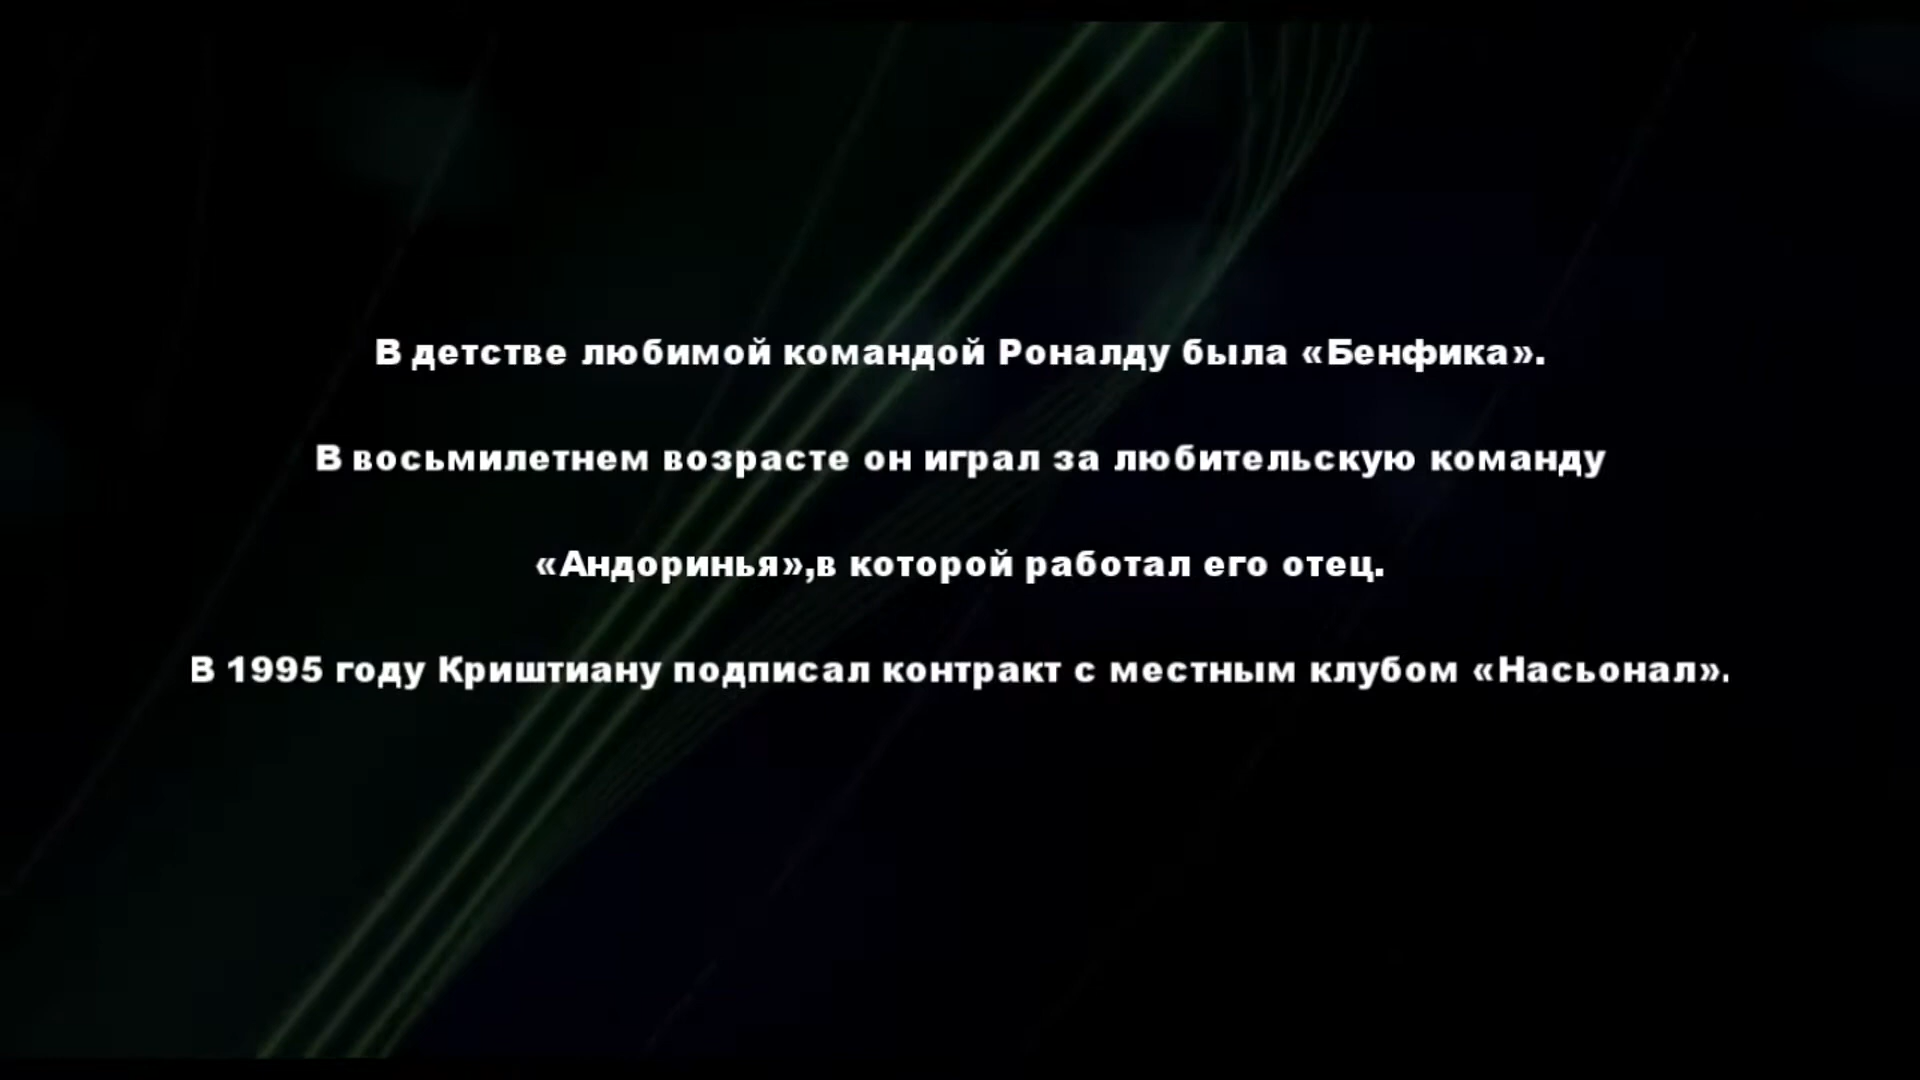 В детстве любимой командой Роналду была «Бенфика».
В восьмилетнем возрасте он играл за любительскую команду
«Андоринья»,в которой работал его отец.
В 1995 году Криштиану подписал контракт с местным клубом «Насьонал».